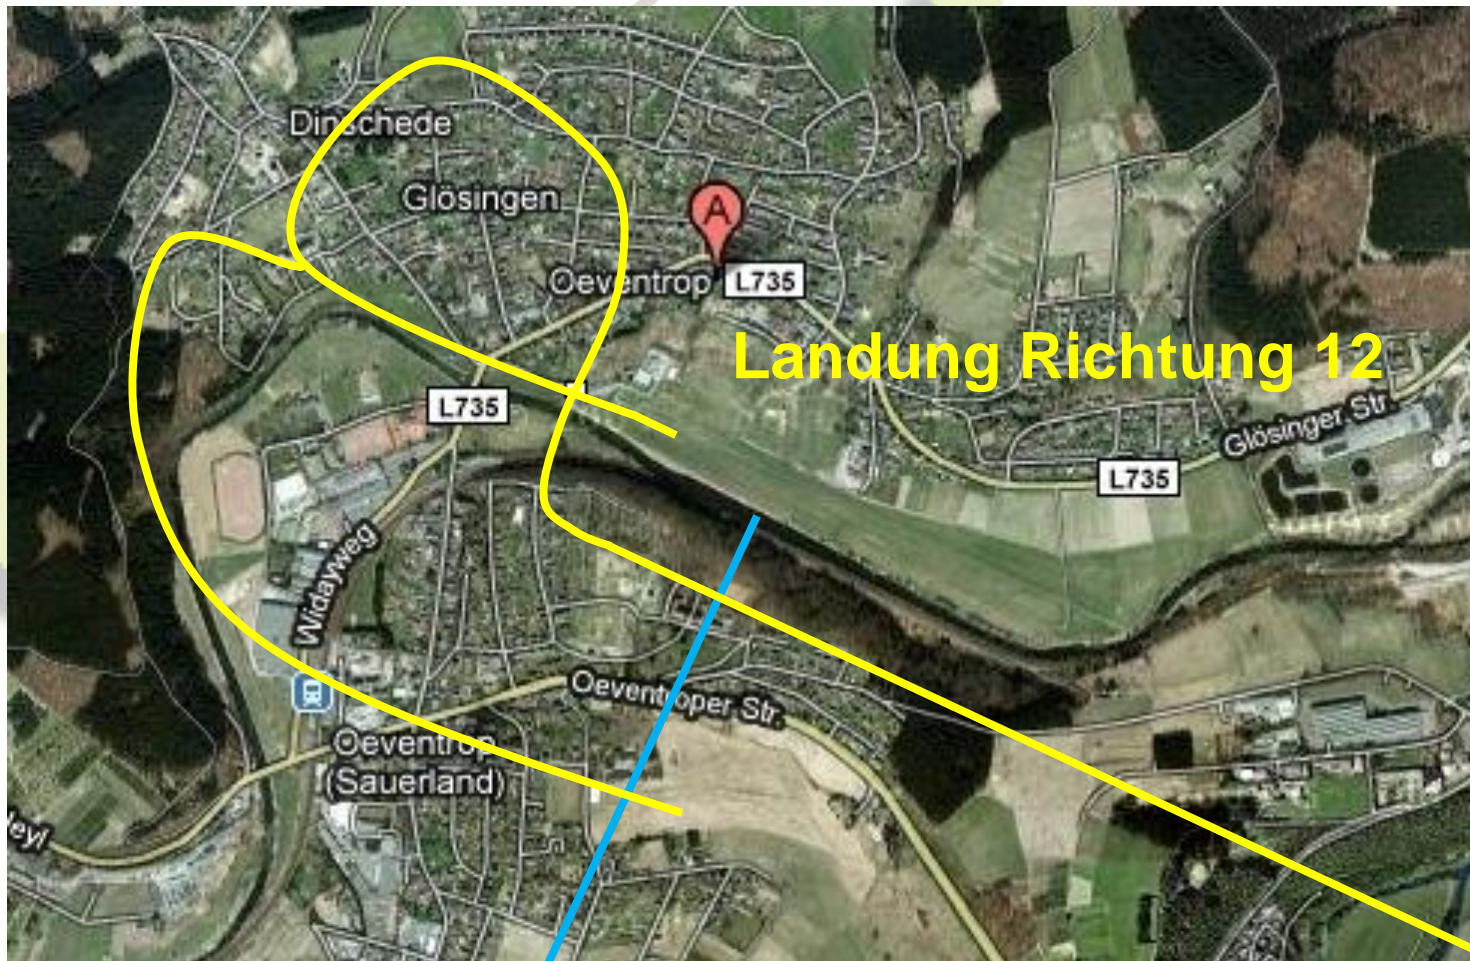 Dinschede
Glösingen
A
Oeventrop
L735
Landung Richtung 12
L735
Glösinger Str.
L735
Widayweg
Oeventroper Str.
Oeventrop
(Sauerland)